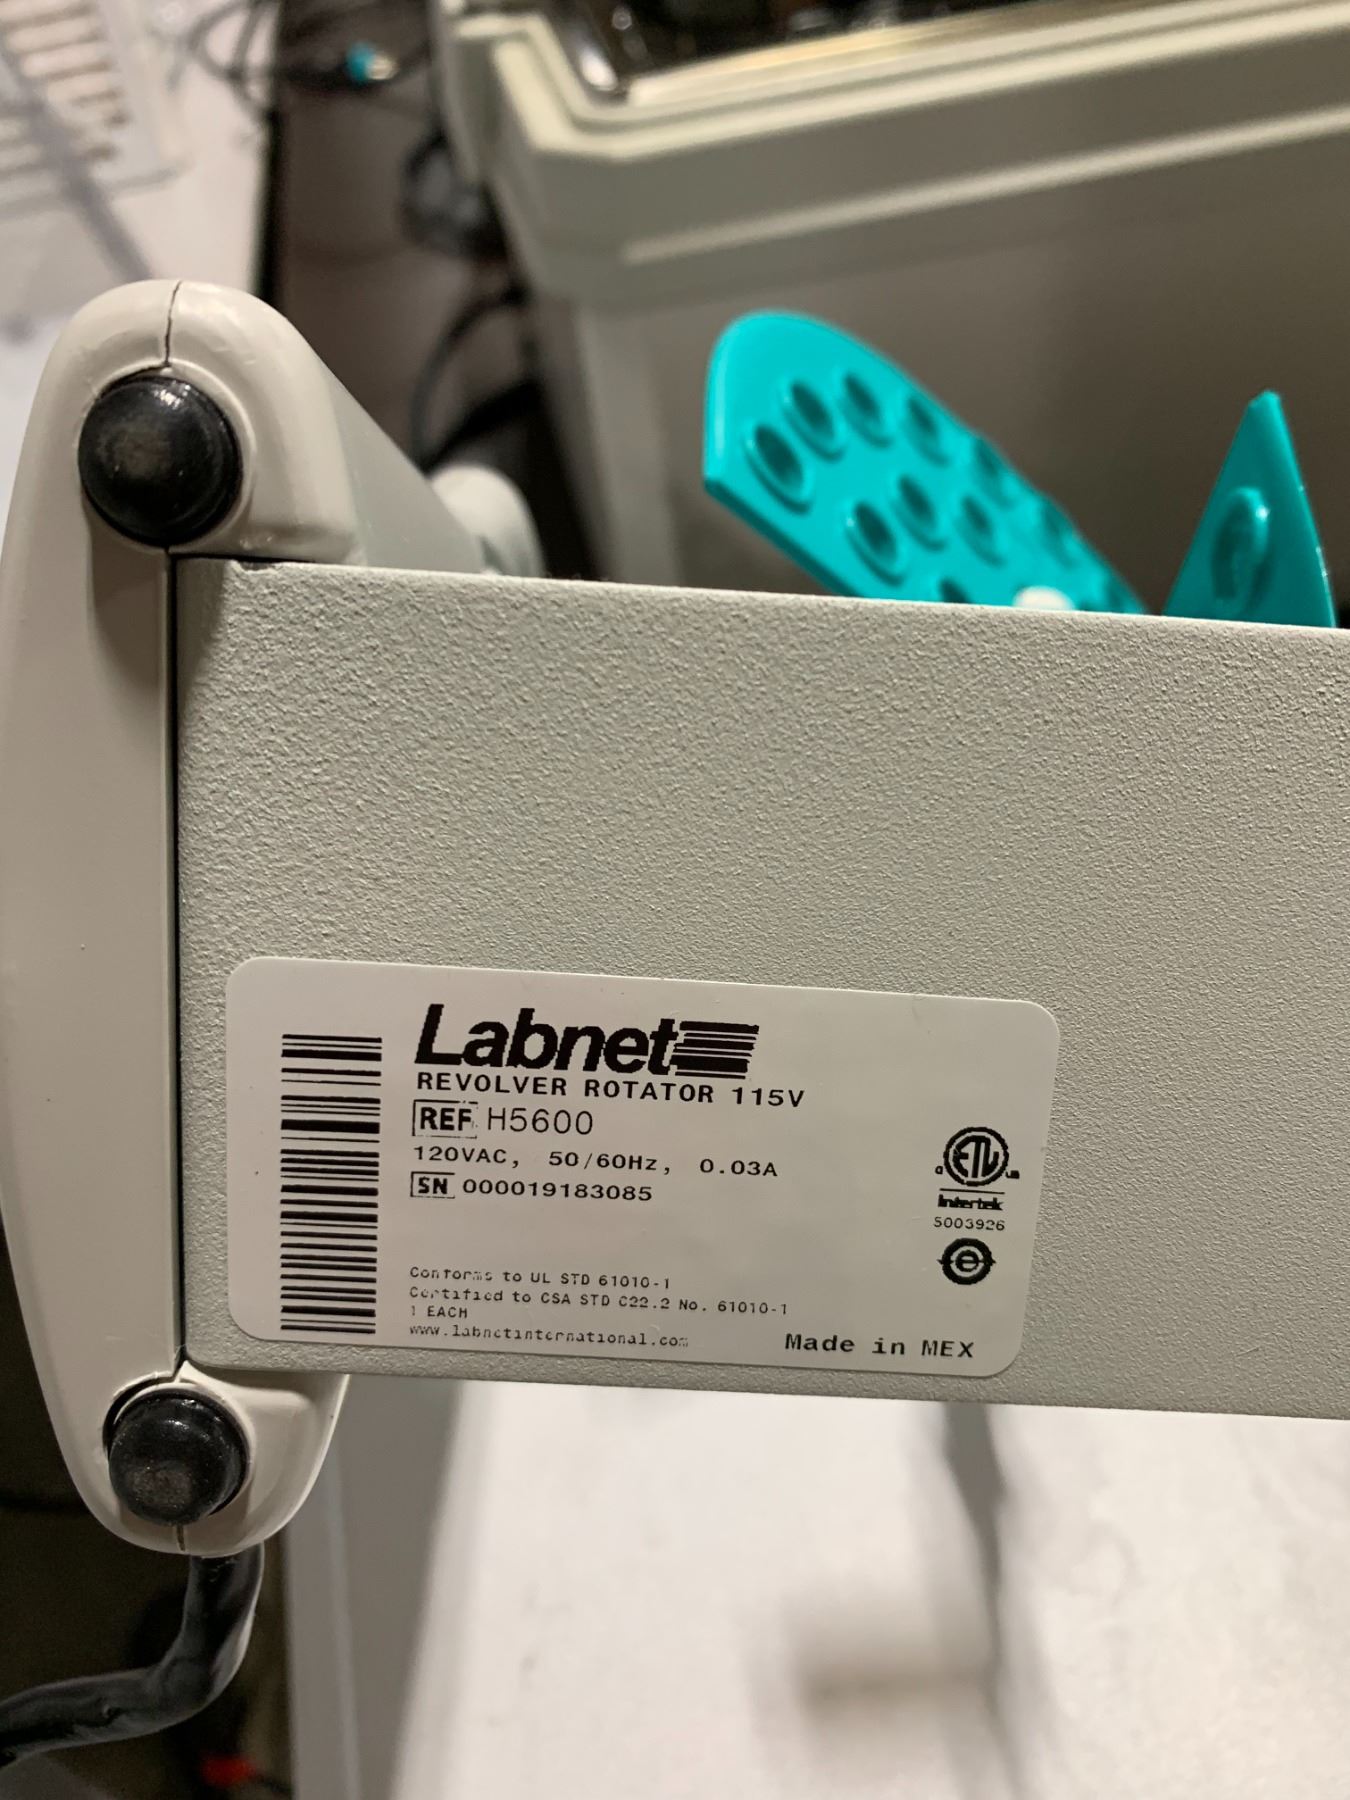 Labnet
REVOLVER ROTATOR 115V
REF H5600
120VAC, 50/60Hz, 0.03A
SN 000019183085
Conforms to UL STD 61010-1
Certified to CSA STD C22.2 No. 61010-1
1 EACH
www.labnetinternational.com
ETL
c us
Intertek
5003926
e
Made in MEX